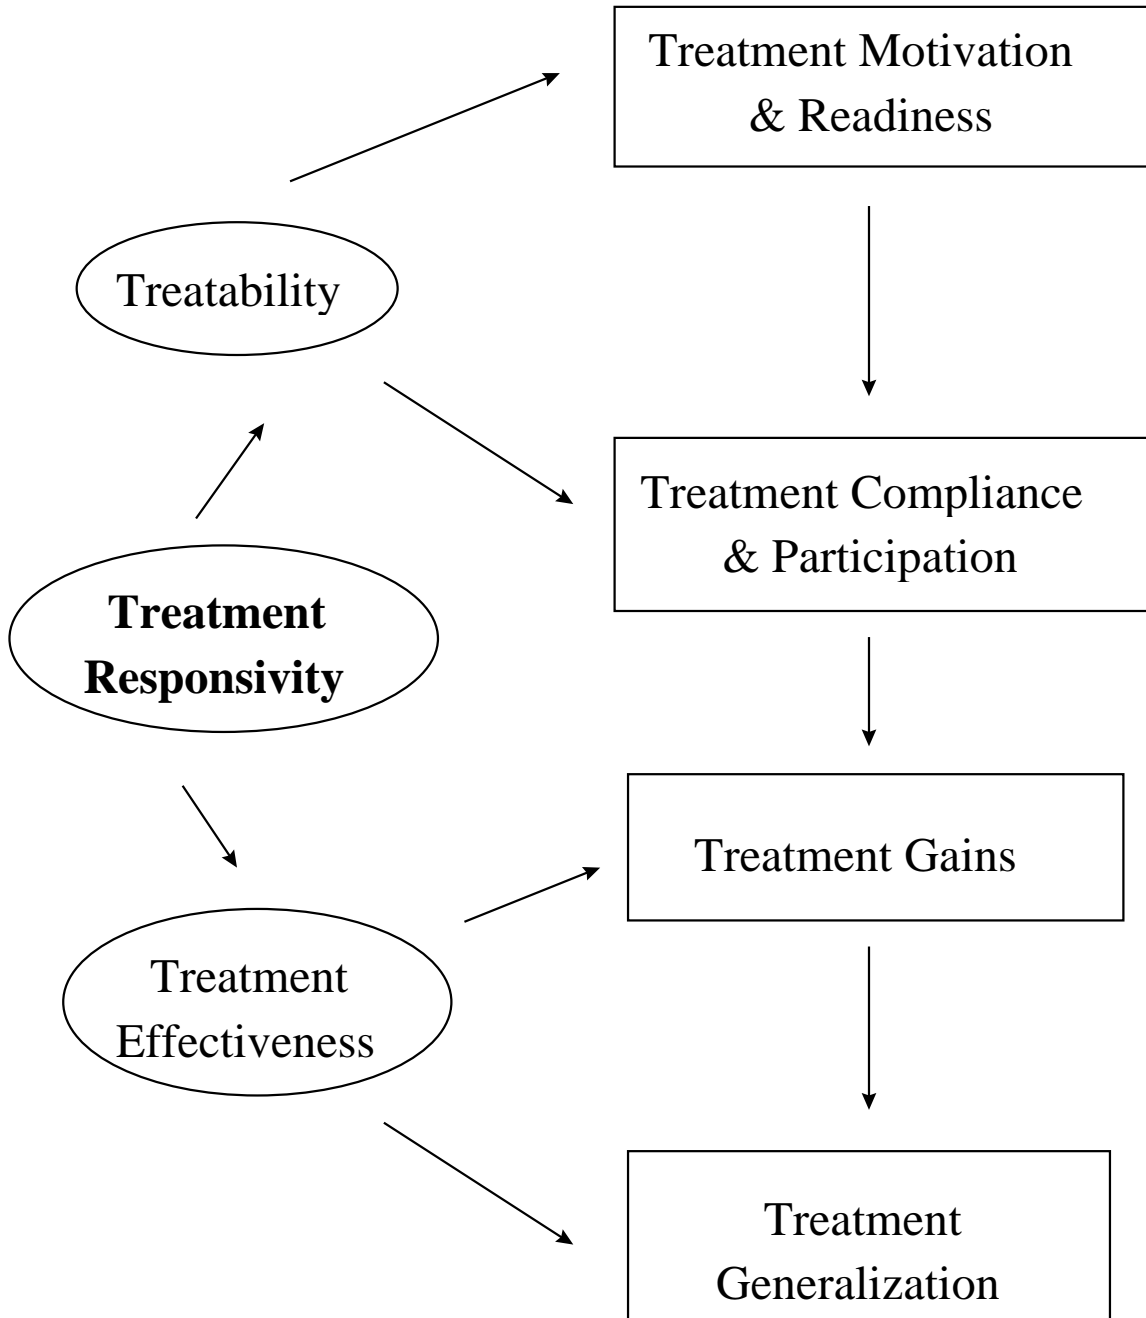 Treatment Motivation
& Readiness
Treatability
Treatment Compliance
& Participation
Treatment
Responsivity
Treatment Gains
Treatment
Effectiveness
Treatment
Generalization